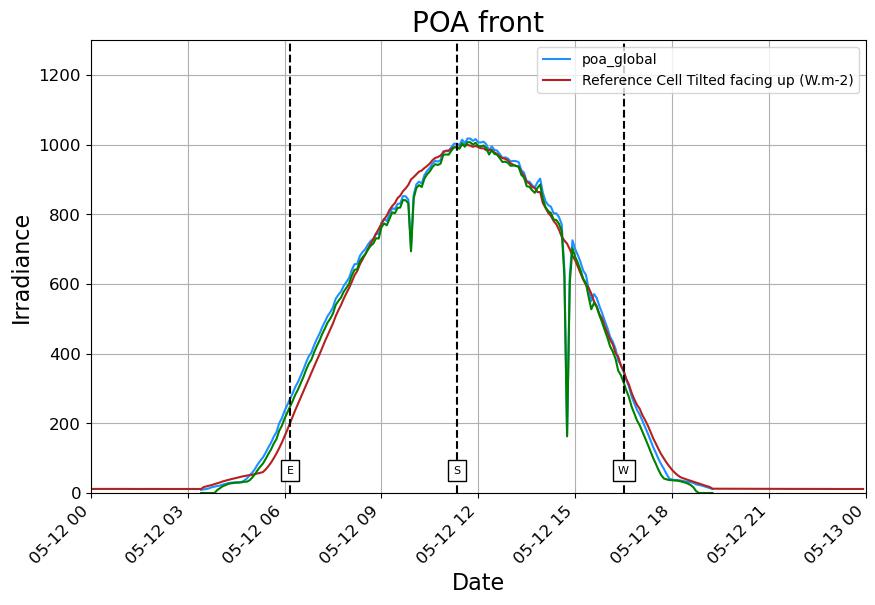 POA front
poa_global
Reference Cell Tilted facing up (W.m-2)
Irradiance
1200
1000
800
600
400
200
0
E
S
W
05-12 00
05-12 03
05-12 06
05-12 09
05-12 12
05-12 15
05-12 18
05-12 21
05-13 00
Date